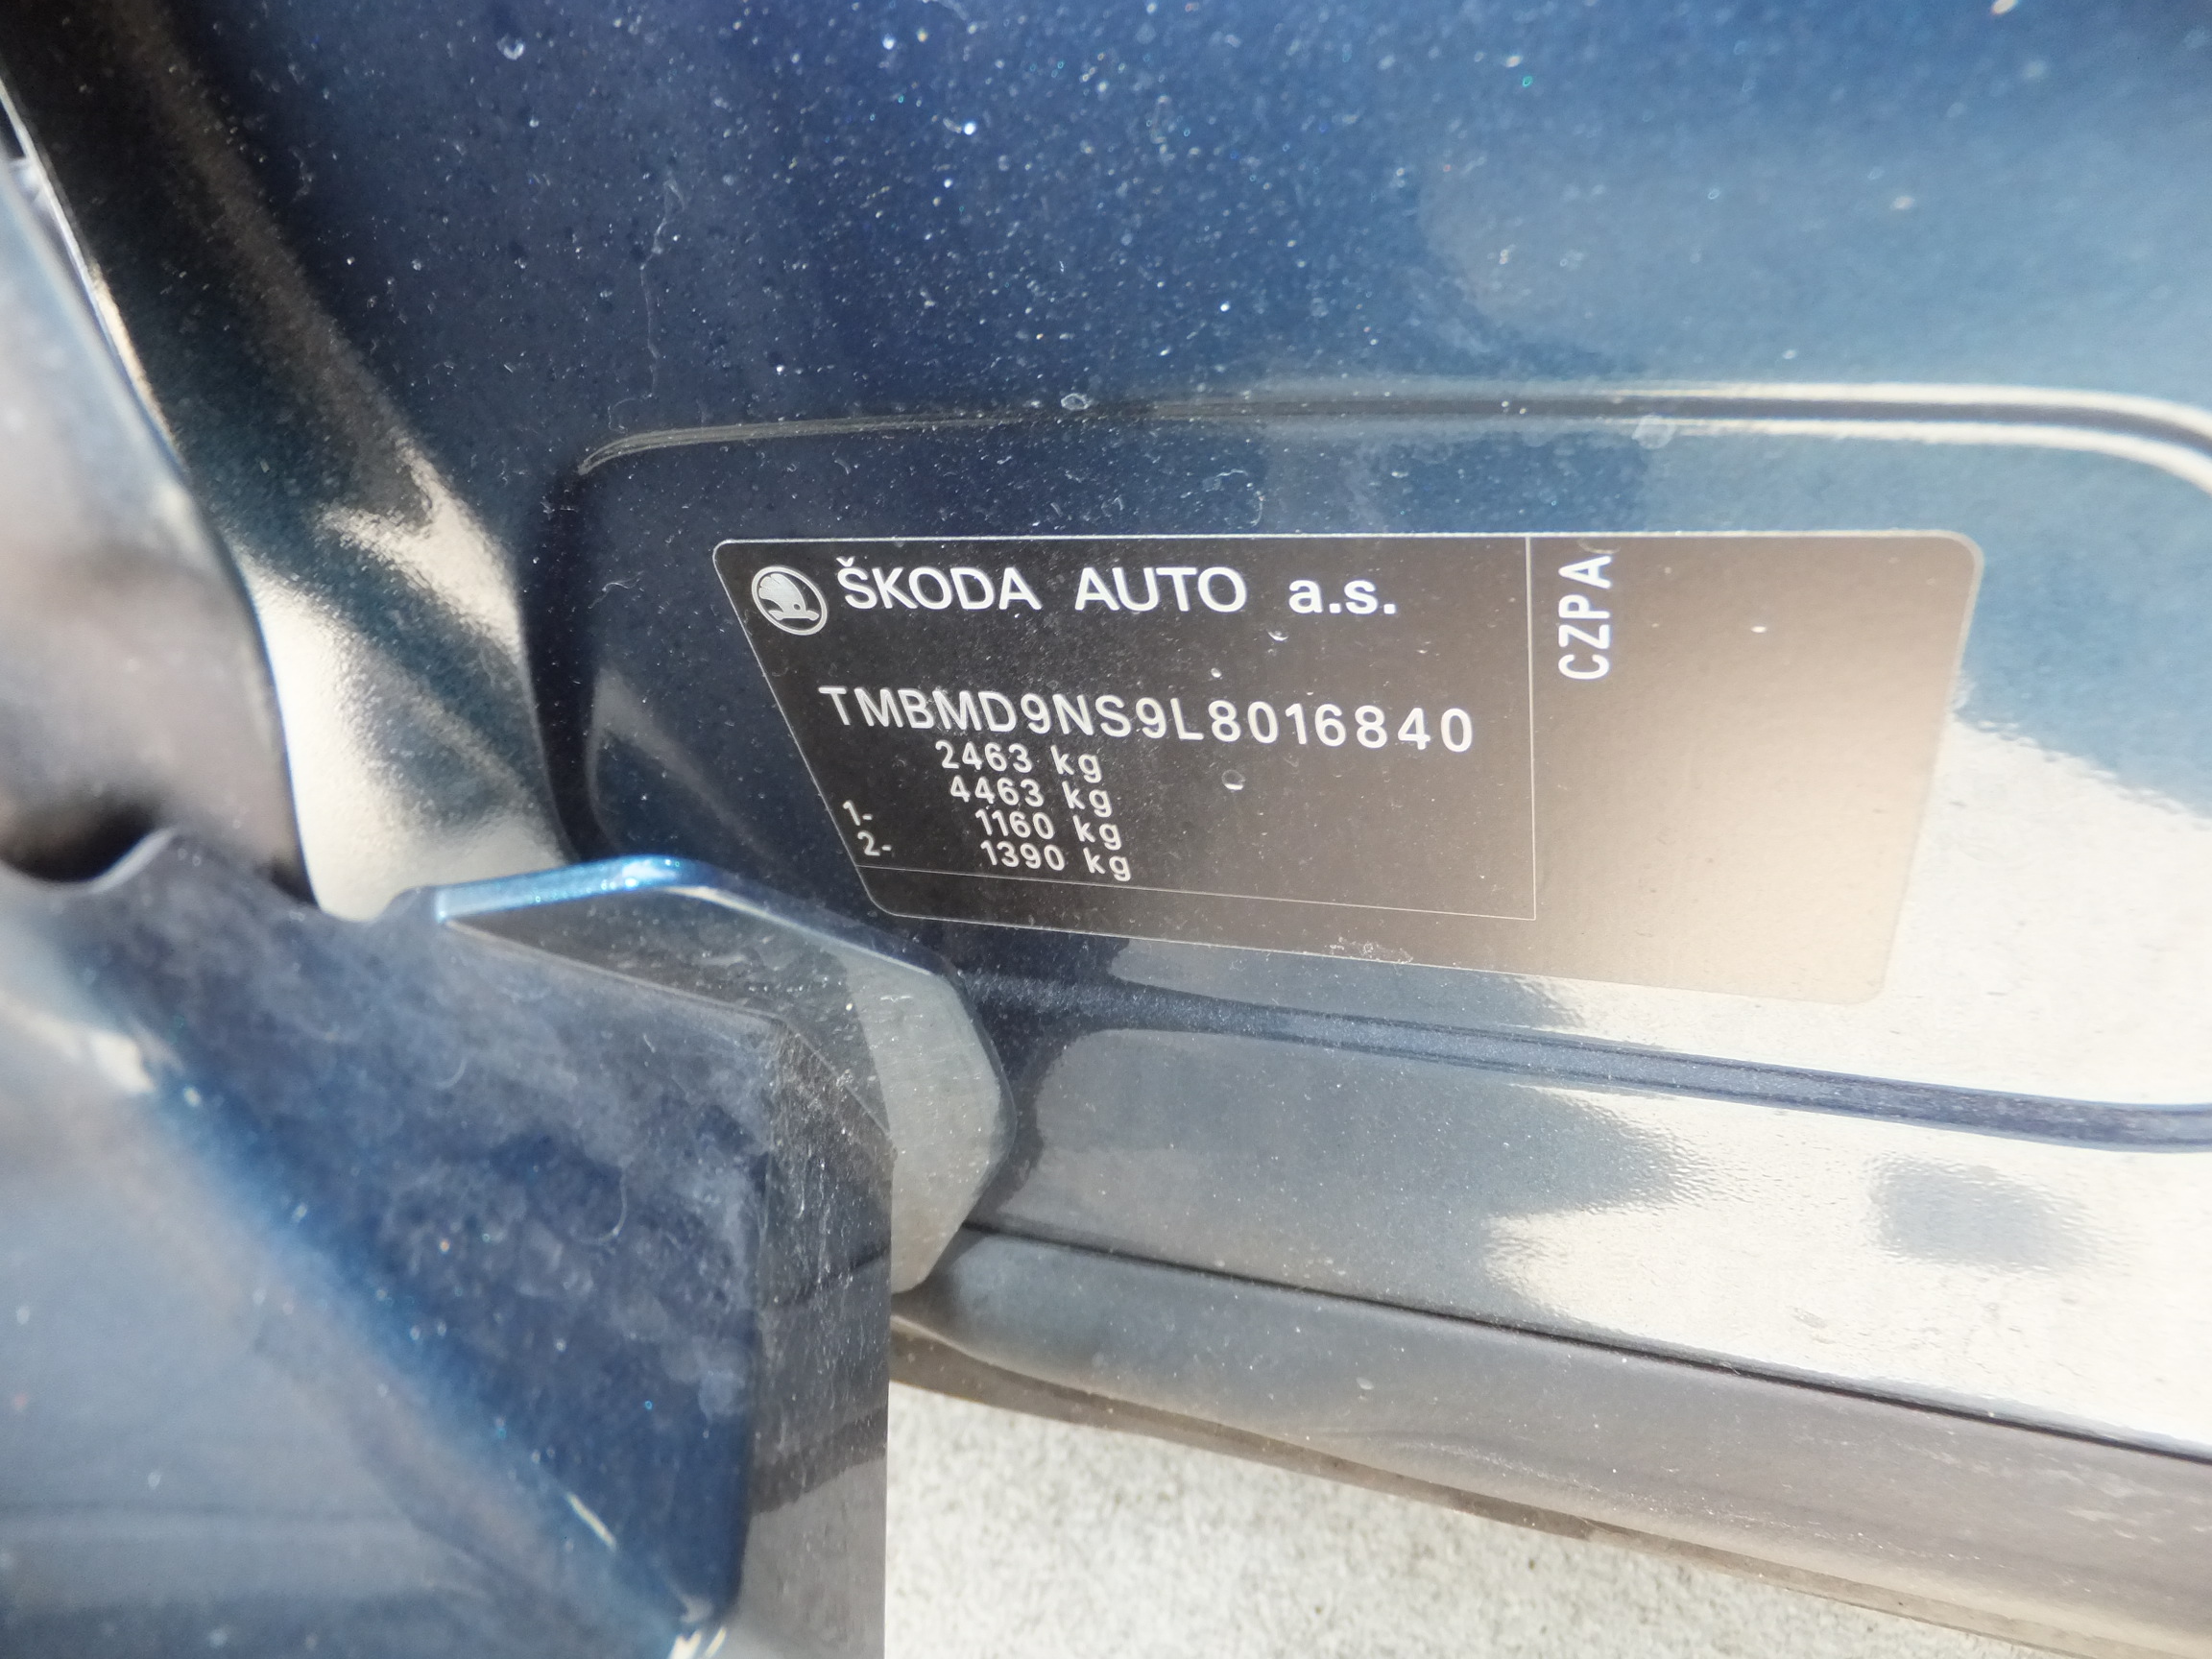 ŠKODA AUTO a.s.
TMBMD9NS9L8016840
2463 kg
4463 kg
1- 1160 kg
2- 1390 kg
CZPA